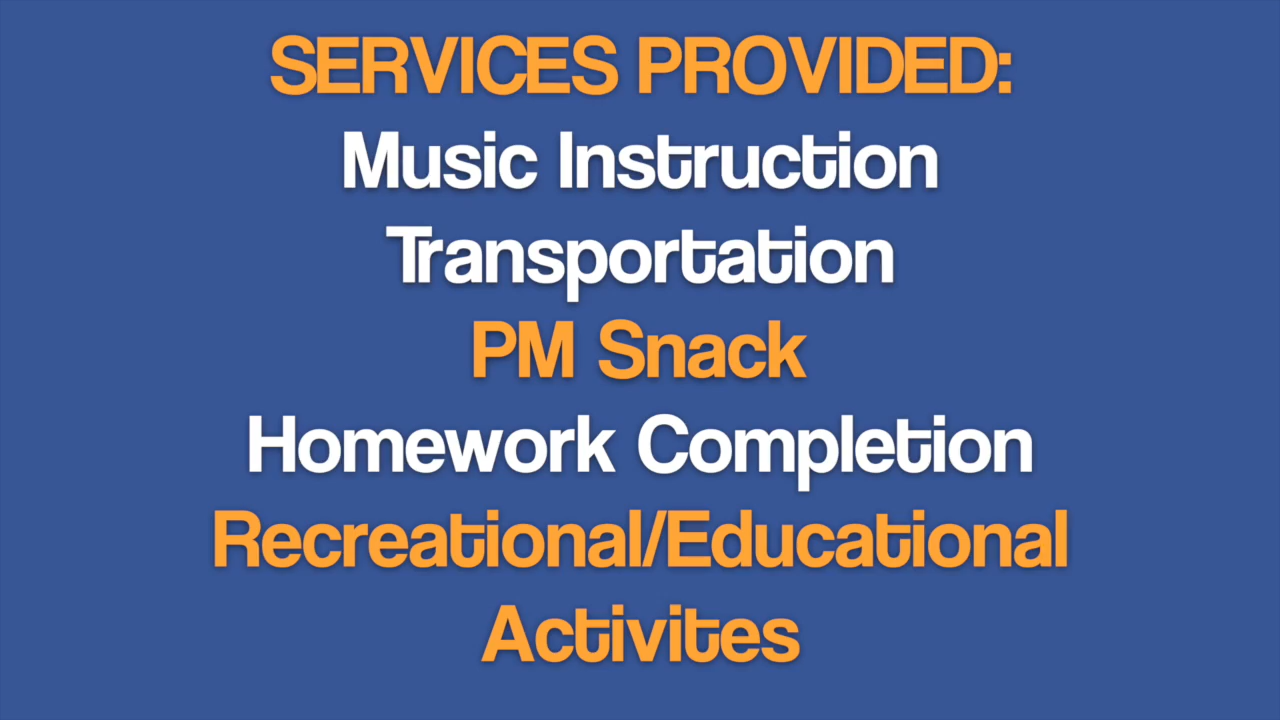 SERVICES PROVIDED:
Music Instruction
Transportation
PM Snack
Homework Completion
Recreational/Educational
Activites